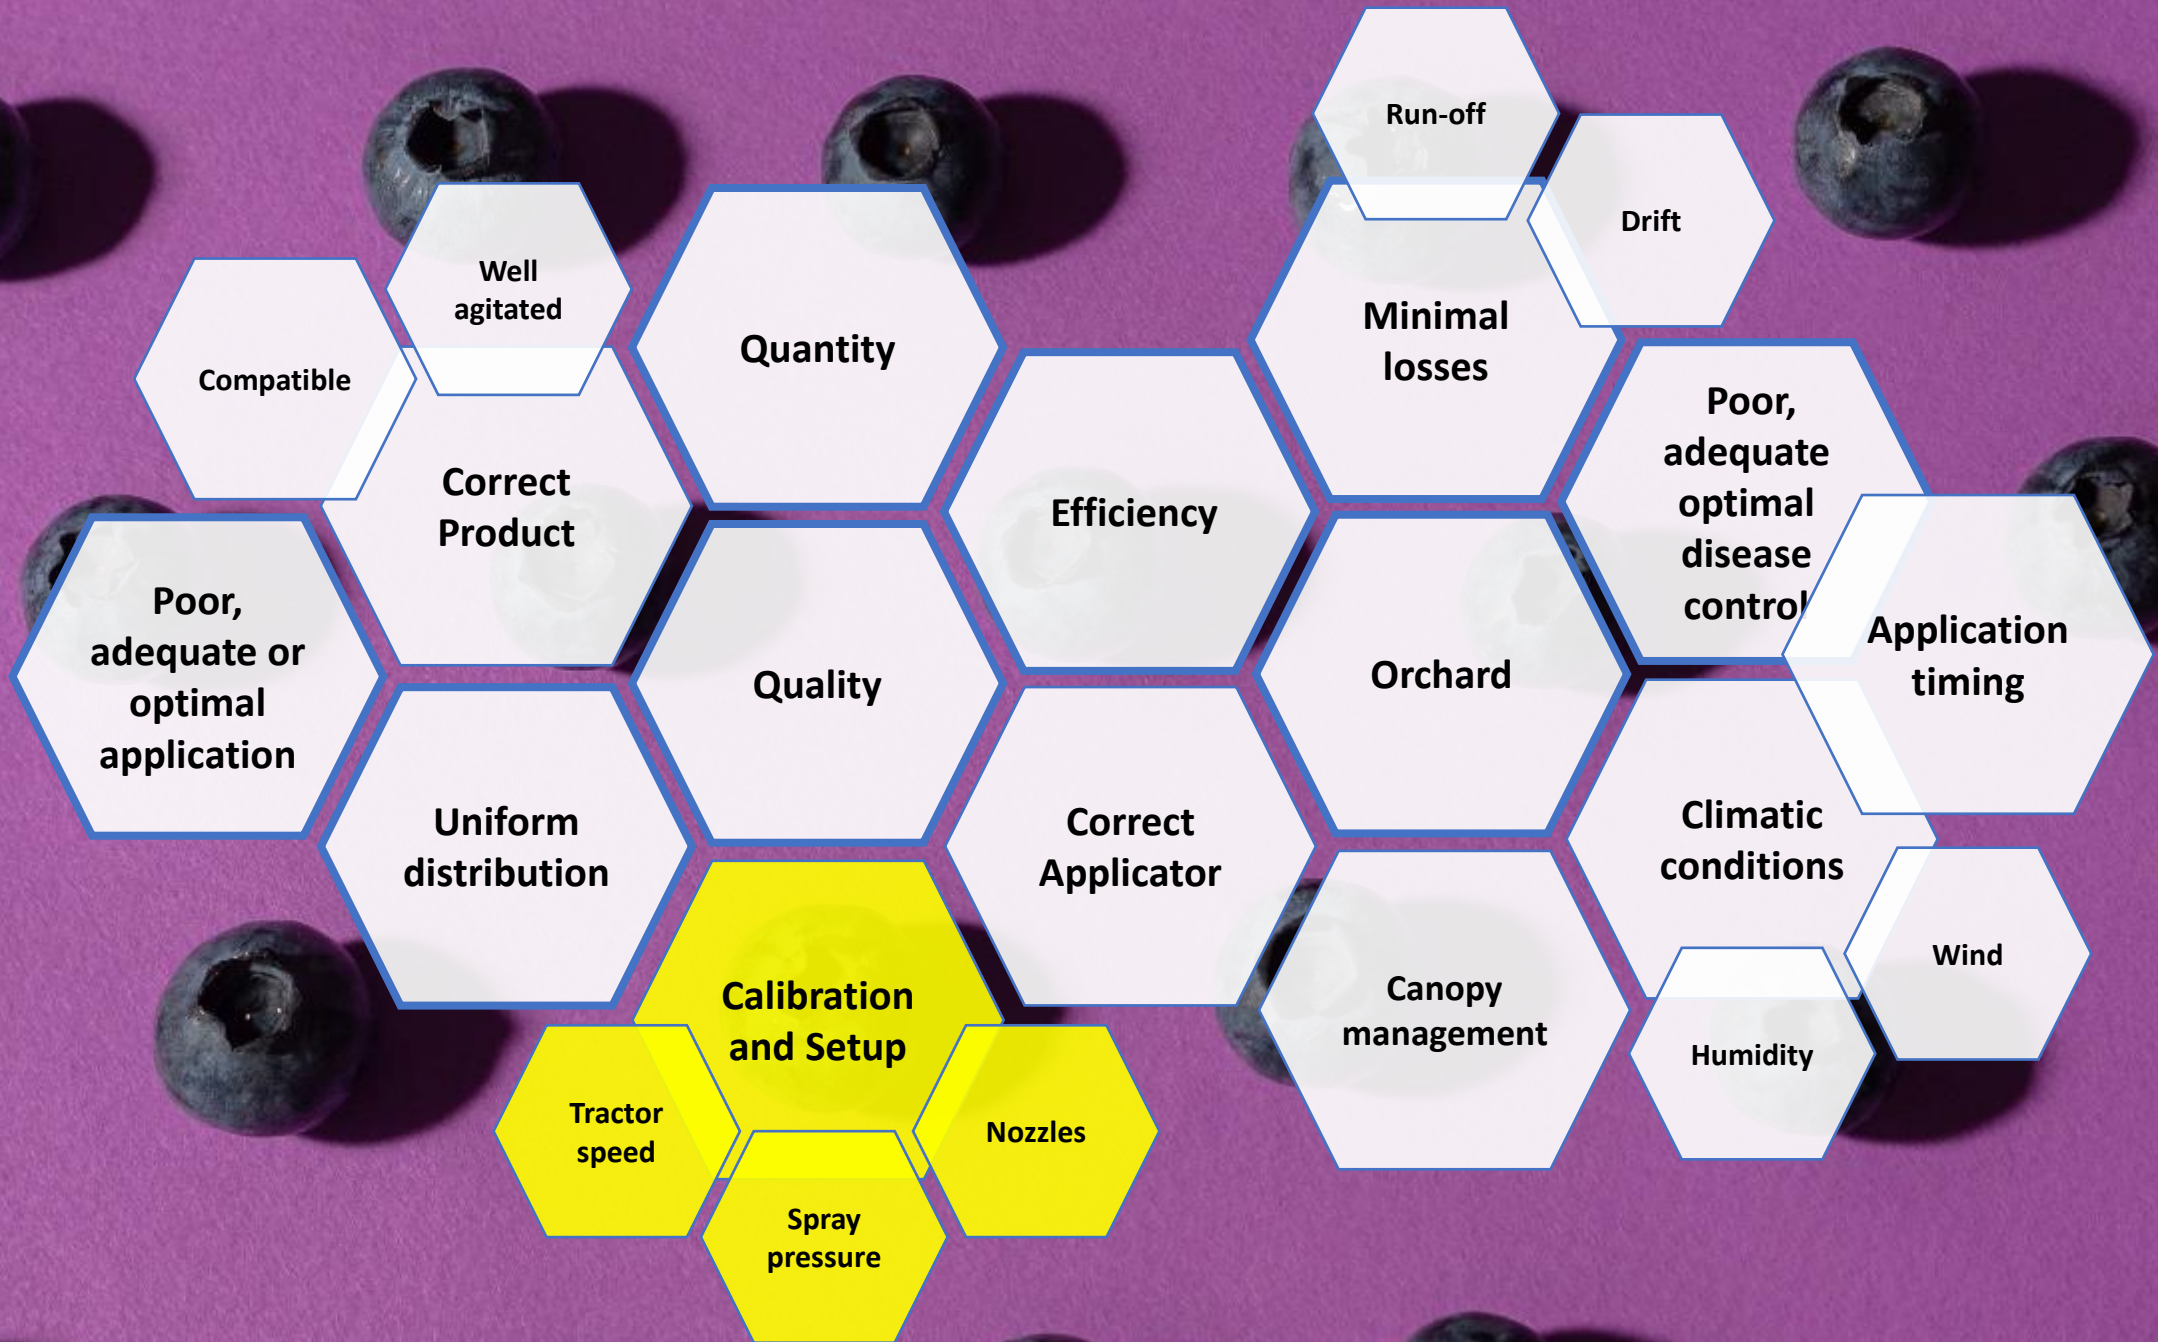 Run-off
Drift
Well
agitated
Compatible
Quantity
Minimal
losses
Correct
Product
Efficiency
Poor,
adequate
optimal
disease
control
Poor,
adequate or
optimal
application
Quality
Orchard
Application
timing
Uniform
distribution
Correct
Applicator
Climatic
conditions
Calibration
and Setup
Canopy
management
Wind
Humidity
Tractor
speed
Nozzles
Spray
pressure